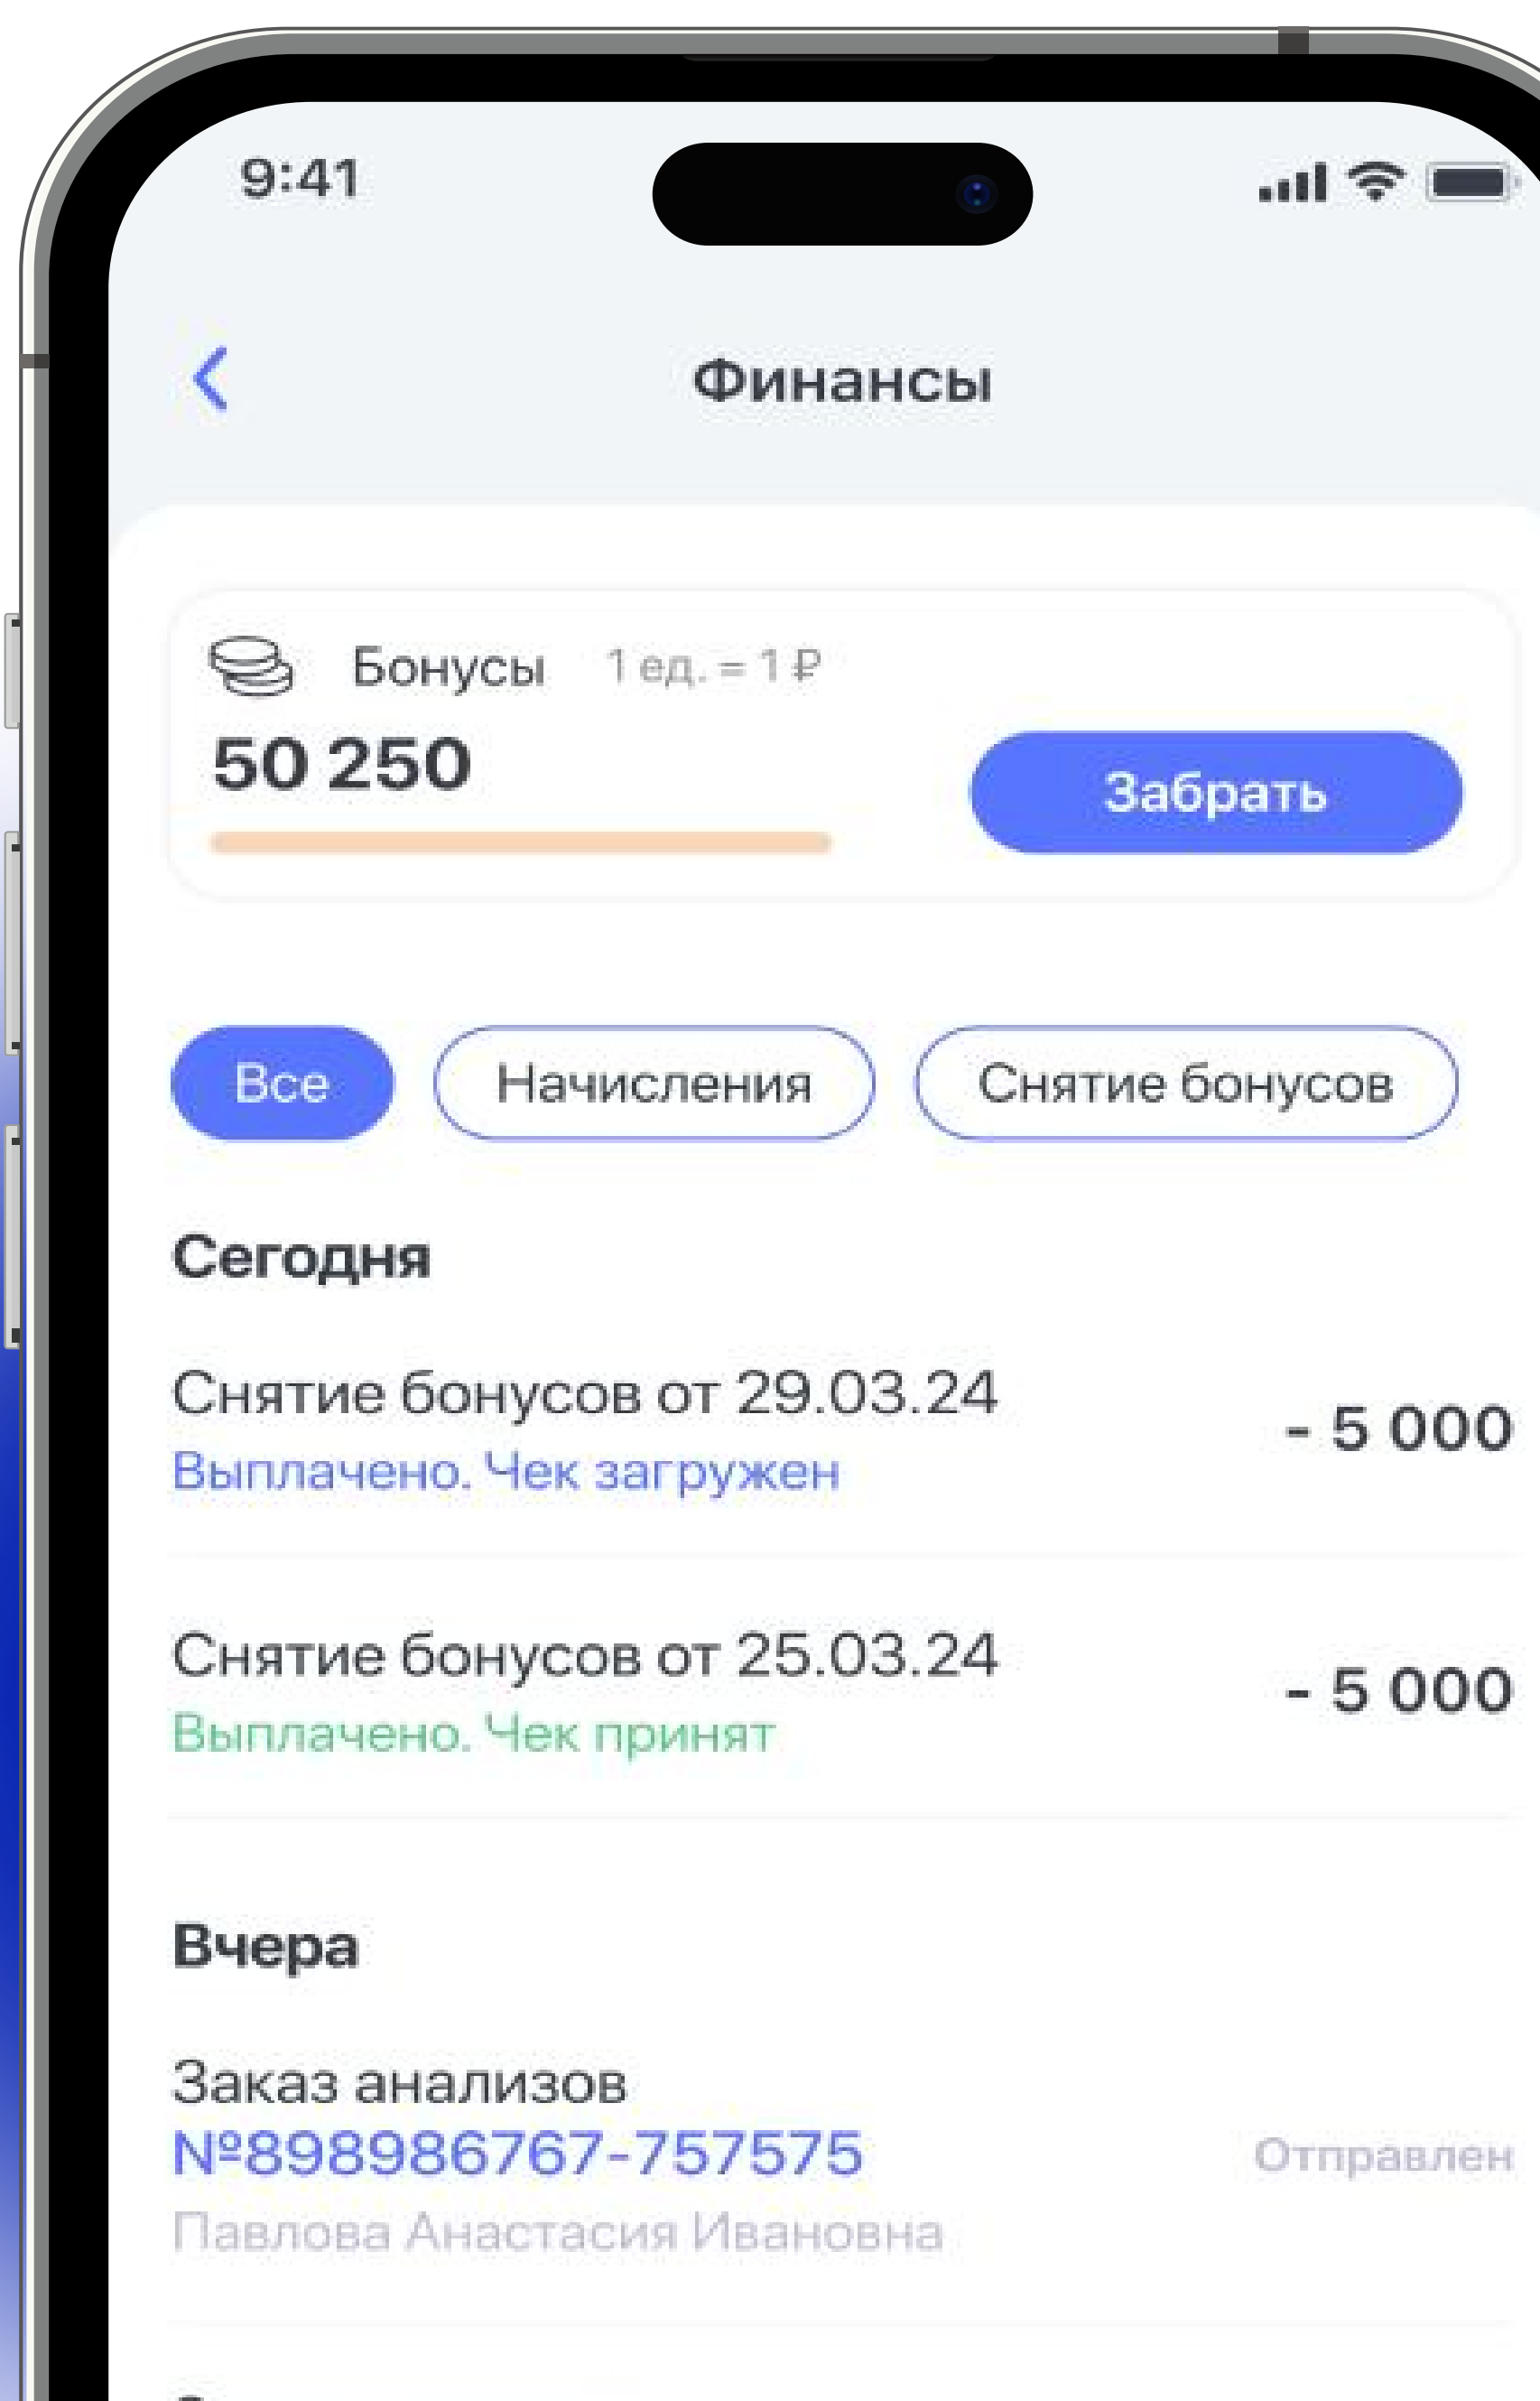 9:41
Финансы
Бонусы 1 ед. = 1 ₽
50 250
Забрать
Все Начисления Снятие бонусов
Сегодня
Снятие бонусов от 29.03.24
- 5 000
Выплачено. Чек загружен
Снятие бонусов от 25.03.24
- 5 000
Выплачено. Чек принят
Вчера
Заказ анализов
№898986767-757575
Отправлен
Павлова Анастасия Ивановна